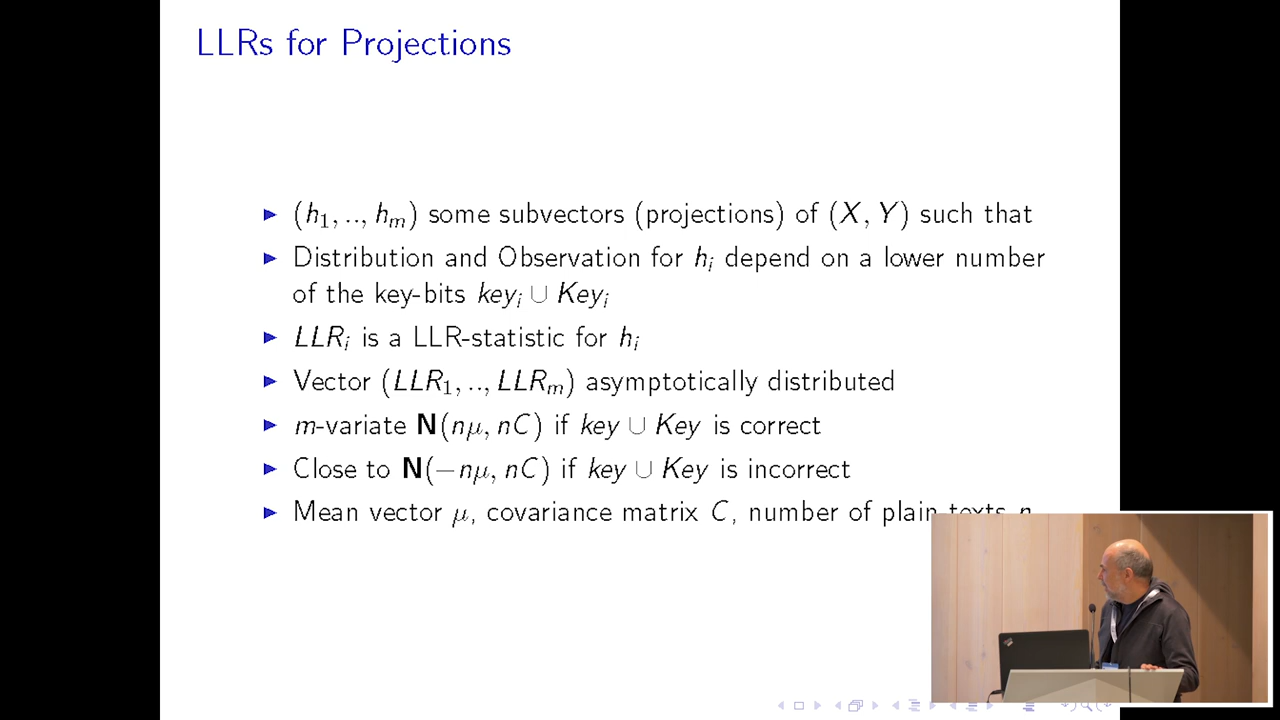 LLRs for Projections
(h₁, .., hₘ) some subvectors (projections) of (X, Y) such that
Distribution and Observation for hᵢ depend on a lower number
of the key-bits keyᵢ ∪ Keyᵢ
LLRᵢ is a LLR-statistic for hᵢ
Vector (LLR₁, .., LLRₘ) asymptotically distributed
m-variate N(nμ, nC) if key ∪ Key is correct
Close to N(−nμ, nC) if key ∪ Key is incorrect
Mean vector μ, covariance matrix C, number of plain texts n